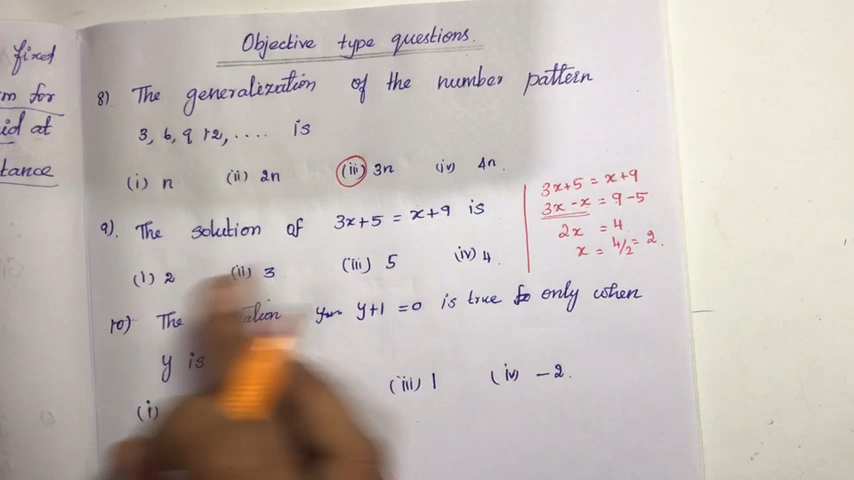 fixed
m for
id at
tance
Objective type questions.
8). The generalization of the number pattern
3, 6, 9 12, .... is
(i) n (ii) 2n (iii) 3n (iv) 4n.
9). The solution of 3x+5 = x+9 is
(i) 2 (ii) 3 (iii) 5 (iv) 4.
3x+5 = x+9
3x - x = 9-5
2x = 4
x = 4/2 = 2.
10) The y+1 =0 is true only when
y is
(i) (iii) 1 (iv) -2.